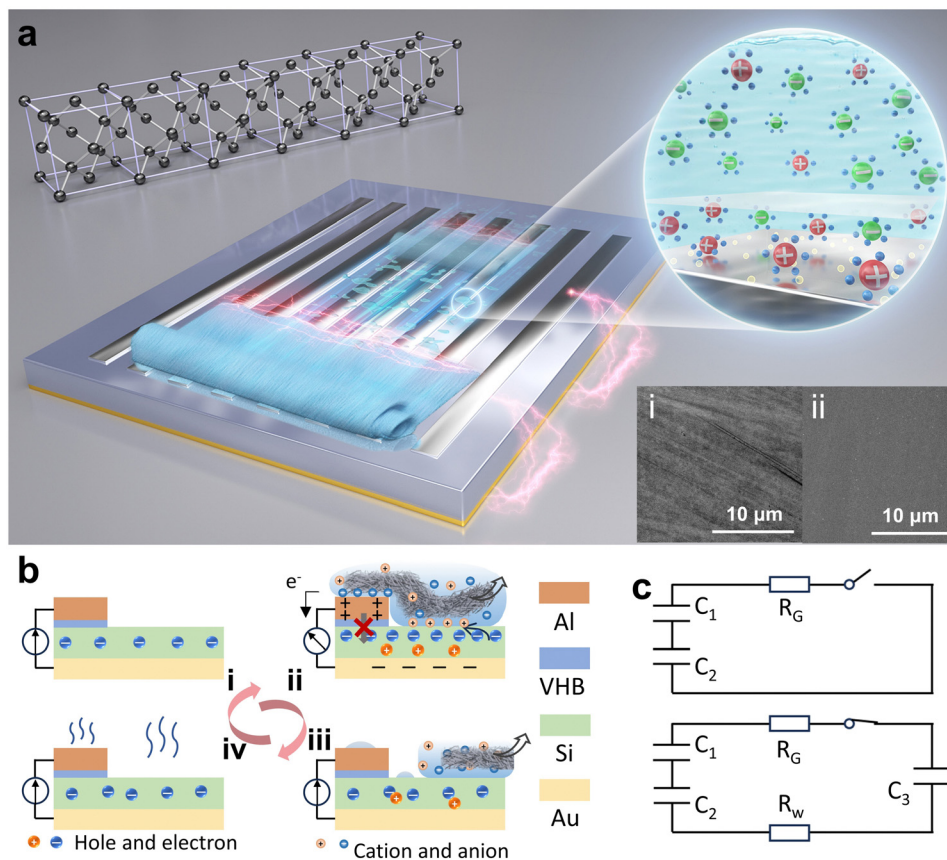 a
i
ii
10 µm
10 µm
b
e-
Al
VHB
Si
Au
i
ii
iii
iv
Hole and electron
Cation and anion
c
C1
C2
RG
C1
C2
RG
C3
Rw